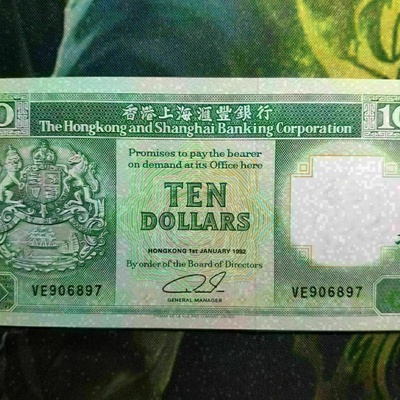 0
10
香港上海滙豐銀行
The Hongkong and Shanghai Banking Corporation
Promises to pay the bearer
on demand at its Office here
TEN
DOLLARS
HONGKONG 1st JANUARY 1992
By order of the Board of Directors
GENERAL MANAGER
VE906897
VE906897